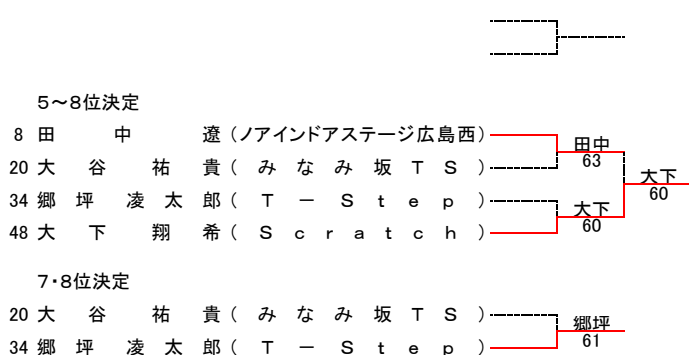 5～8位決定
8 田中 遼 (ノアインドアステージ広島西)
田中
63
20 大谷 祐貴 (みなみ坂TS)
大下
60
34 郷坪 凌太郎 (T－Step)
大下
60
48 大下 翔希 (Scratch)
7・8位決定
20 大谷 祐貴 (みなみ坂TS)
郷坪
61
34 郷坪 凌太郎 (T－Step)